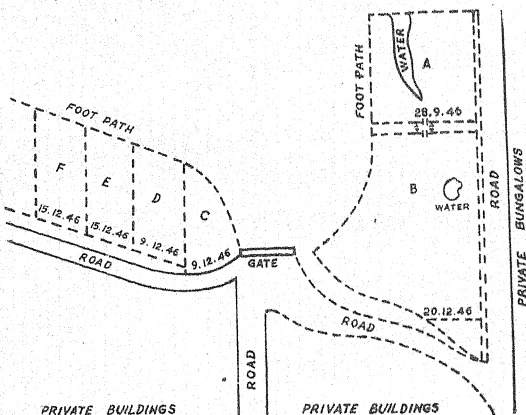 WATER
A
FOOT PATH
28.9.46
FOOT PATH
F
E
D
C
B
WATER
ROAD
PRIVATE BUNGALOWS
15.12.46
15.12.46
9.12.46
9.12.46
GATE
ROAD
20.12.46
ROAD
ROAD
PRIVATE BUILDINGS
PRIVATE BUILDINGS